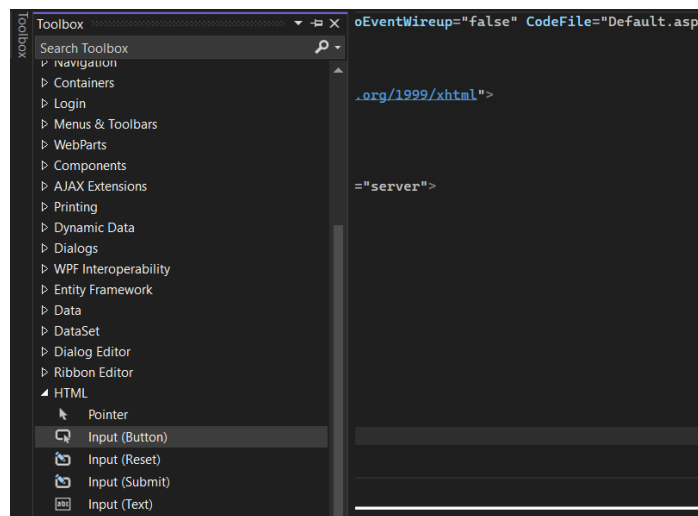 Toolbox
Toolbox
Search Toolbox
Navigation
Containers
Login
Menus & Toolbars
WebParts
Components
AJAX Extensions
Printing
Dynamic Data
Dialogs
WPF Interoperability
Entity Framework
Data
DataSet
Dialog Editor
Ribbon Editor
HTML
Pointer
Input (Button)
Input (Reset)
Input (Submit)
abc Input (Text)
oEventWireup="false" CodeFile="Default.asp
.org/1999/xhtml">
="server">